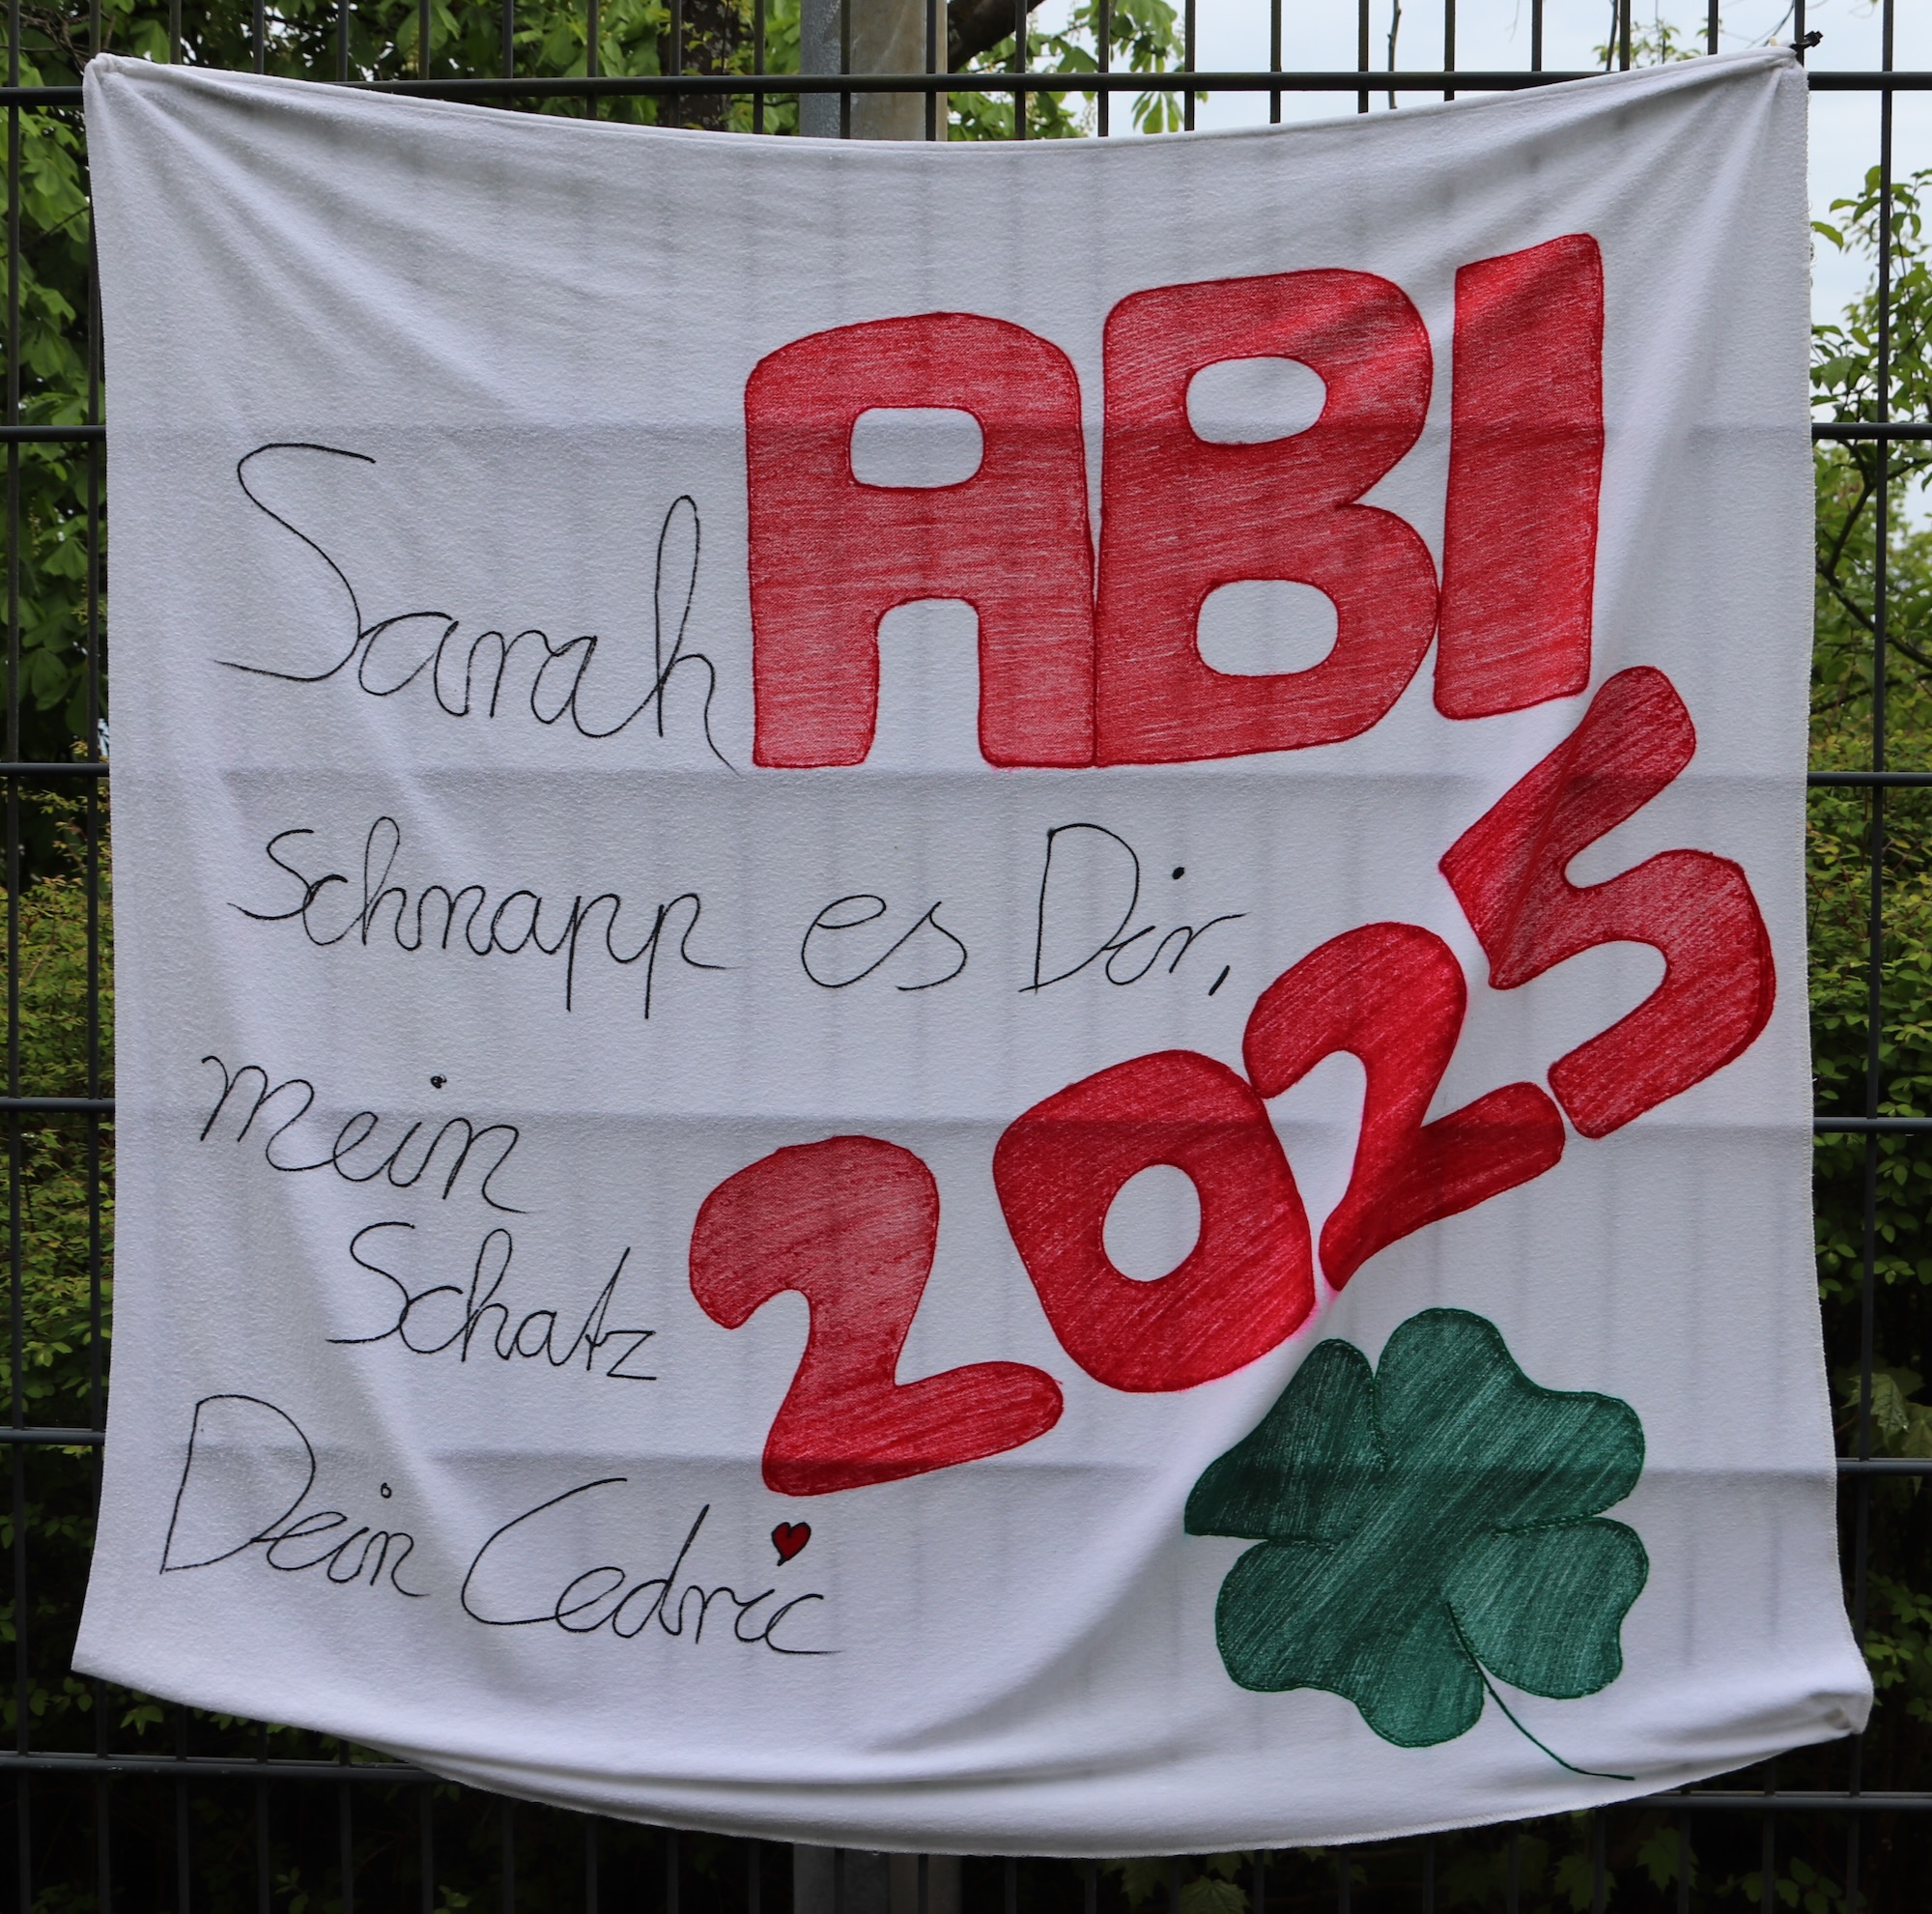 Sarah ABI
schnapp es Dir,
mein
Schatz
2025
Dein Cedric